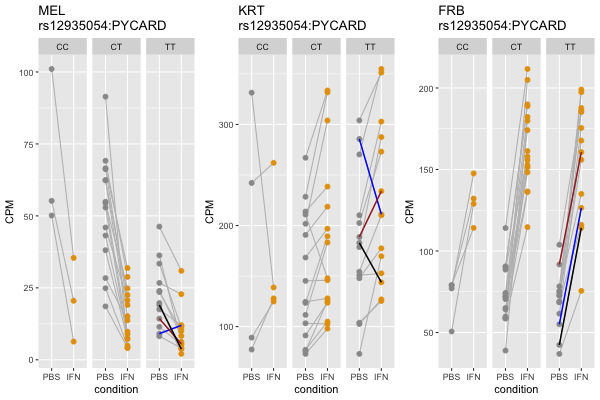 MEL
rs12935054:PYCARD
CC CT TT
CPM
100
75
50
25
0
PBS IFN PBS IFN PBS IFN
condition
KRT
rs12935054:PYCARD
CC CT TT
CPM
300
200
100
PBS IFN PBS IFN PBS IFN
condition
FRB
rs12935054:PYCARD
CC CT TT
CPM
200
150
100
50
PBS IFN PBS IFN PBS IFN
condition